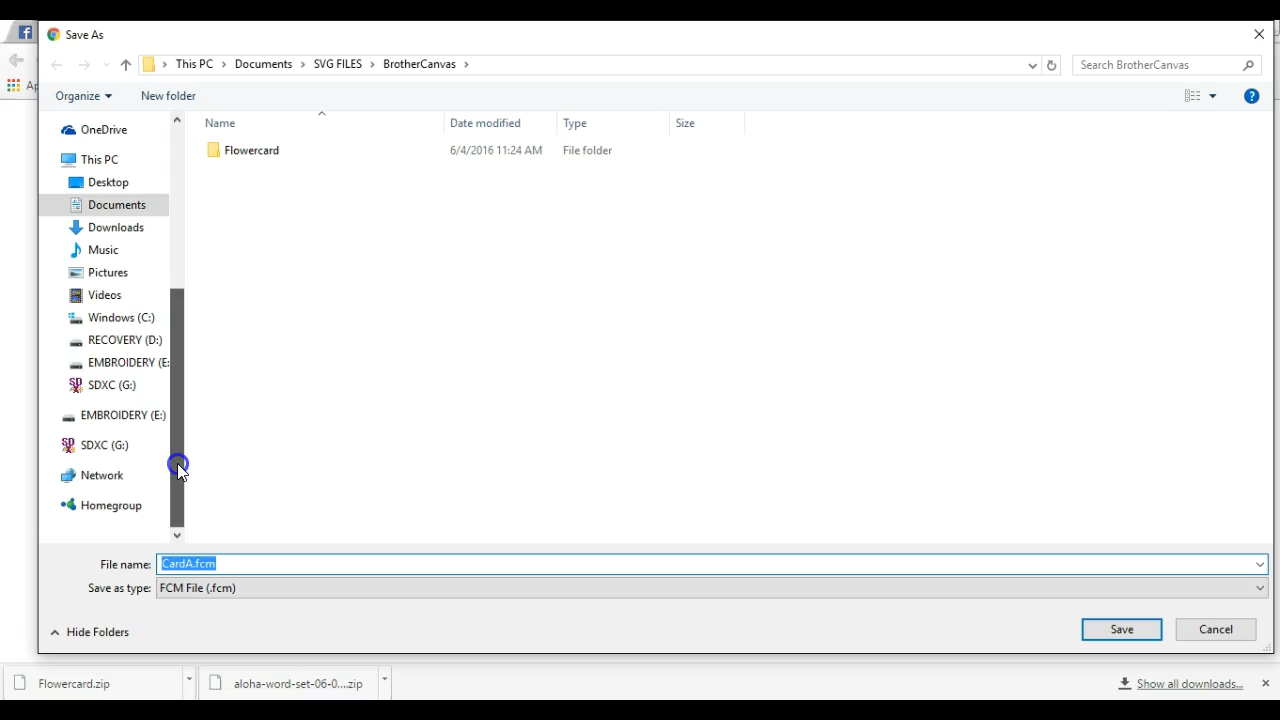 Save As
This PC > Documents > SVG FILES > BrotherCanvas >
Search BrotherCanvas
Organize
New folder
Name
Date modified
Type
Size
Flowercard
6/4/2016 11:24 AM
File folder
OneDrive
This PC
Desktop
Documents
Downloads
Music
Pictures
Videos
Windows (C:)
RECOVERY (D:)
EMBROIDERY (E:
SDXC (G:)
EMBROIDERY (E:)
SDXC (G:)
Network
Homegroup
File name: CardA.fcm
Save as type: FCM File (.fcm)
Hide Folders
Save
Cancel
Flowercard.zip
aloha-word-set-06-0....zip
Show all downloads...